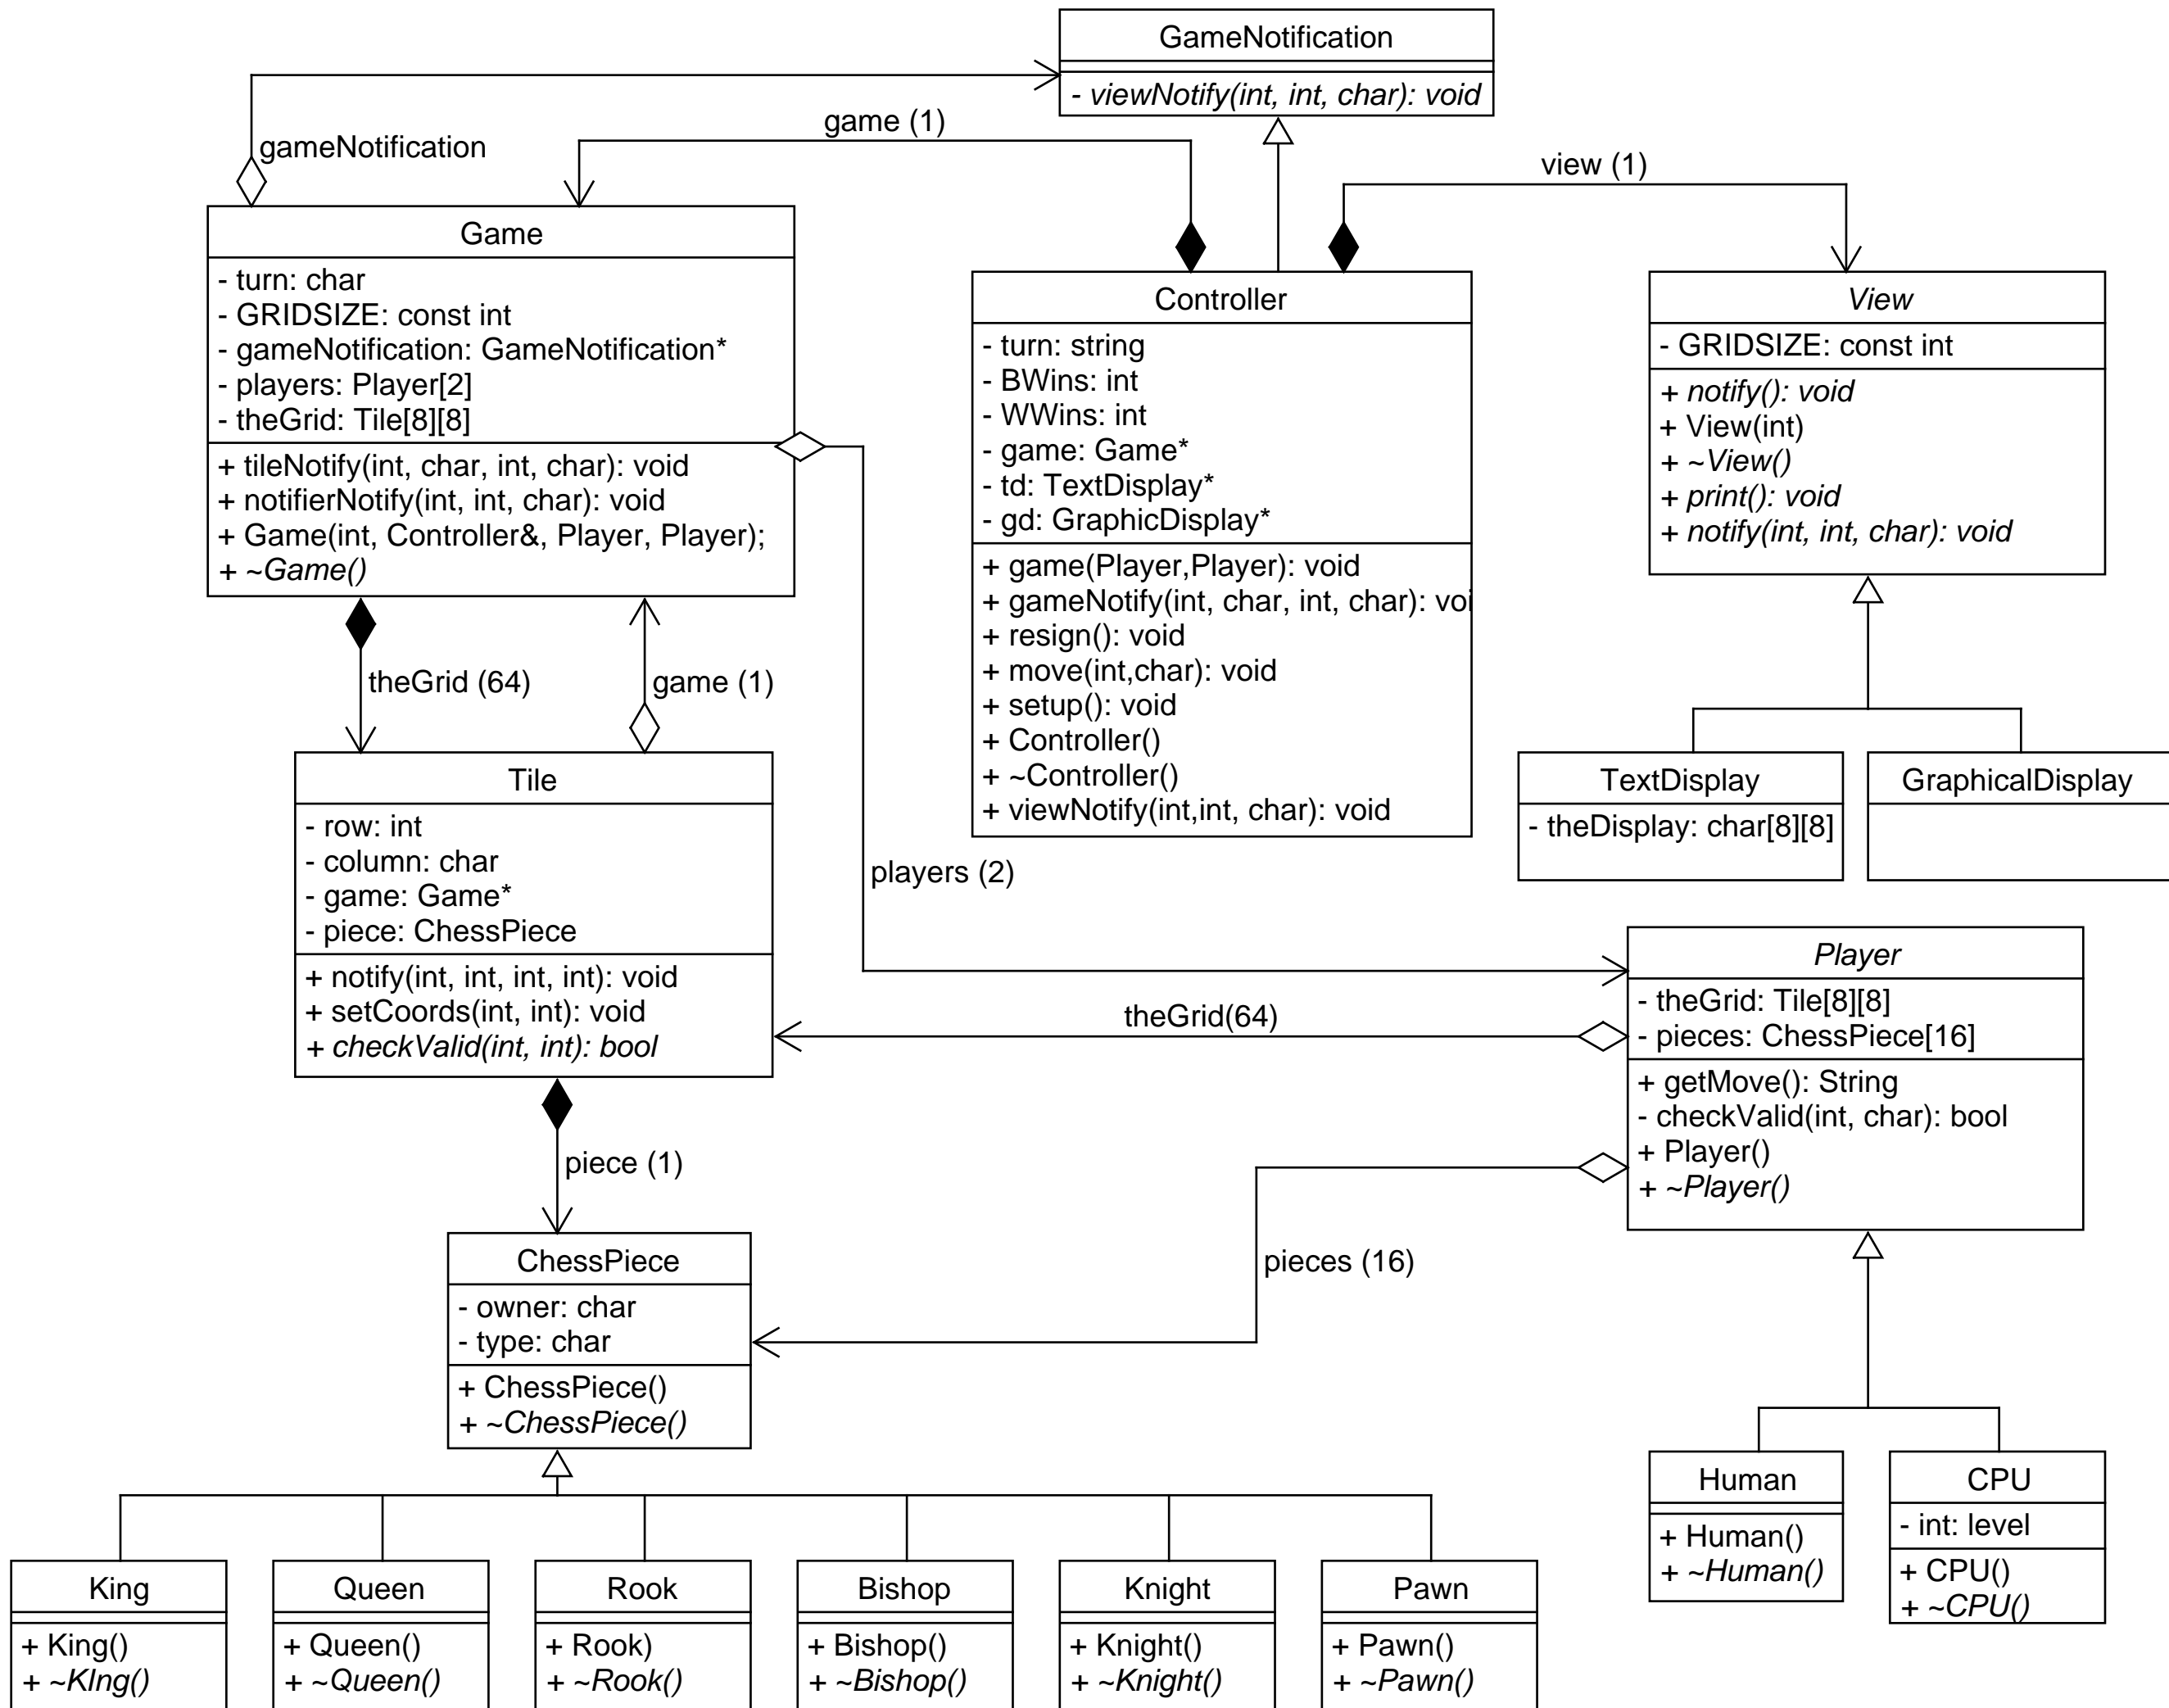 GameNotification
- viewNotify(int, int, char): void
gameNotification
game (1)
view (1)
Game
- turn: char
- GRIDSIZE: const int
- gameNotification: GameNotification*
- players: Player[2]
- theGrid: Tile[8][8]
+ tileNotify(int, char, int, char): void
+ notifierNotify(int, int, char): void
+ Game(int, Controller&, Player, Player);
+ ~Game()
Controller
- turn: string
- BWins: int
- WWins: int
- game: Game*
- td: TextDisplay*
- gd: GraphicDisplay*
+ game(Player,Player): void
+ gameNotify(int, char, int, char): voi
+ resign(): void
+ move(int,char): void
+ setup(): void
+ Controller()
+ ~Controller()
+ viewNotify(int,int, char): void
View
- GRIDSIZE: const int
+ notify(): void
+ View(int)
+ ~View()
+ print(): void
+ notify(int, int, char): void
theGrid (64)
game (1)
players (2)
TextDisplay
- theDisplay: char[8][8]
GraphicalDisplay
Tile
- row: int
- column: char
- game: Game*
- piece: ChessPiece
+ notify(int, int, int, int): void
+ setCoords(int, int): void
+ checkValid(int, int): bool
theGrid(64)
Player
- theGrid: Tile[8][8]
- pieces: ChessPiece[16]
+ getMove(): String
- checkValid(int, char): bool
+ Player()
+ ~Player()
piece (1)
pieces (16)
ChessPiece
- owner: char
- type: char
+ ChessPiece()
+ ~ChessPiece()
Human
+ Human()
+ ~Human()
CPU
- int: level
+ CPU()
+ ~CPU()
King
+ King()
+ ~KIng()
Queen
+ Queen()
+ ~Queen()
Rook
+ Rook)
+ ~Rook()
Bishop
+ Bishop()
+ ~Bishop()
Knight
+ Knight()
+ ~Knight()
Pawn
+ Pawn()
+ ~Pawn()